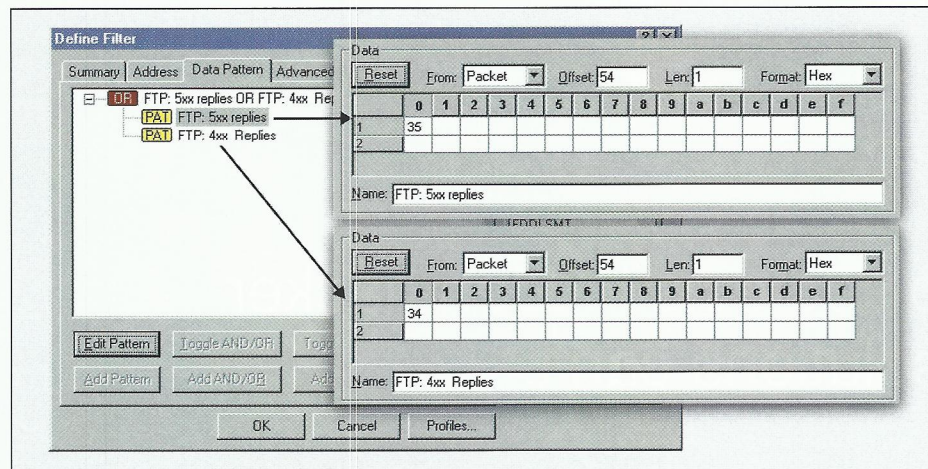 Define Filter
Summary Address Data Pattern Advanced
OR FTP: 5xx replies OR FTP: 4xx Rep
PAT FTP: 5xx replies
PAT FTP: 4xx Replies
Edit Pattern Toggle AND/OR Togg
Add Pattern Add AND/OR Add
OK Cancel Profiles...
Data
Reset From: Packet Offset: 54 Len: 1 Format: Hex
0 1 2 3 4 5 6 7 8 9 a b c d e f
1 35
2
Name: FTP: 5xx replies
Data
Reset From: Packet Offset: 54 Len: 1 Format: Hex
0 1 2 3 4 5 6 7 8 9 a b c d e f
1 34
2
Name: FTP: 4xx Replies